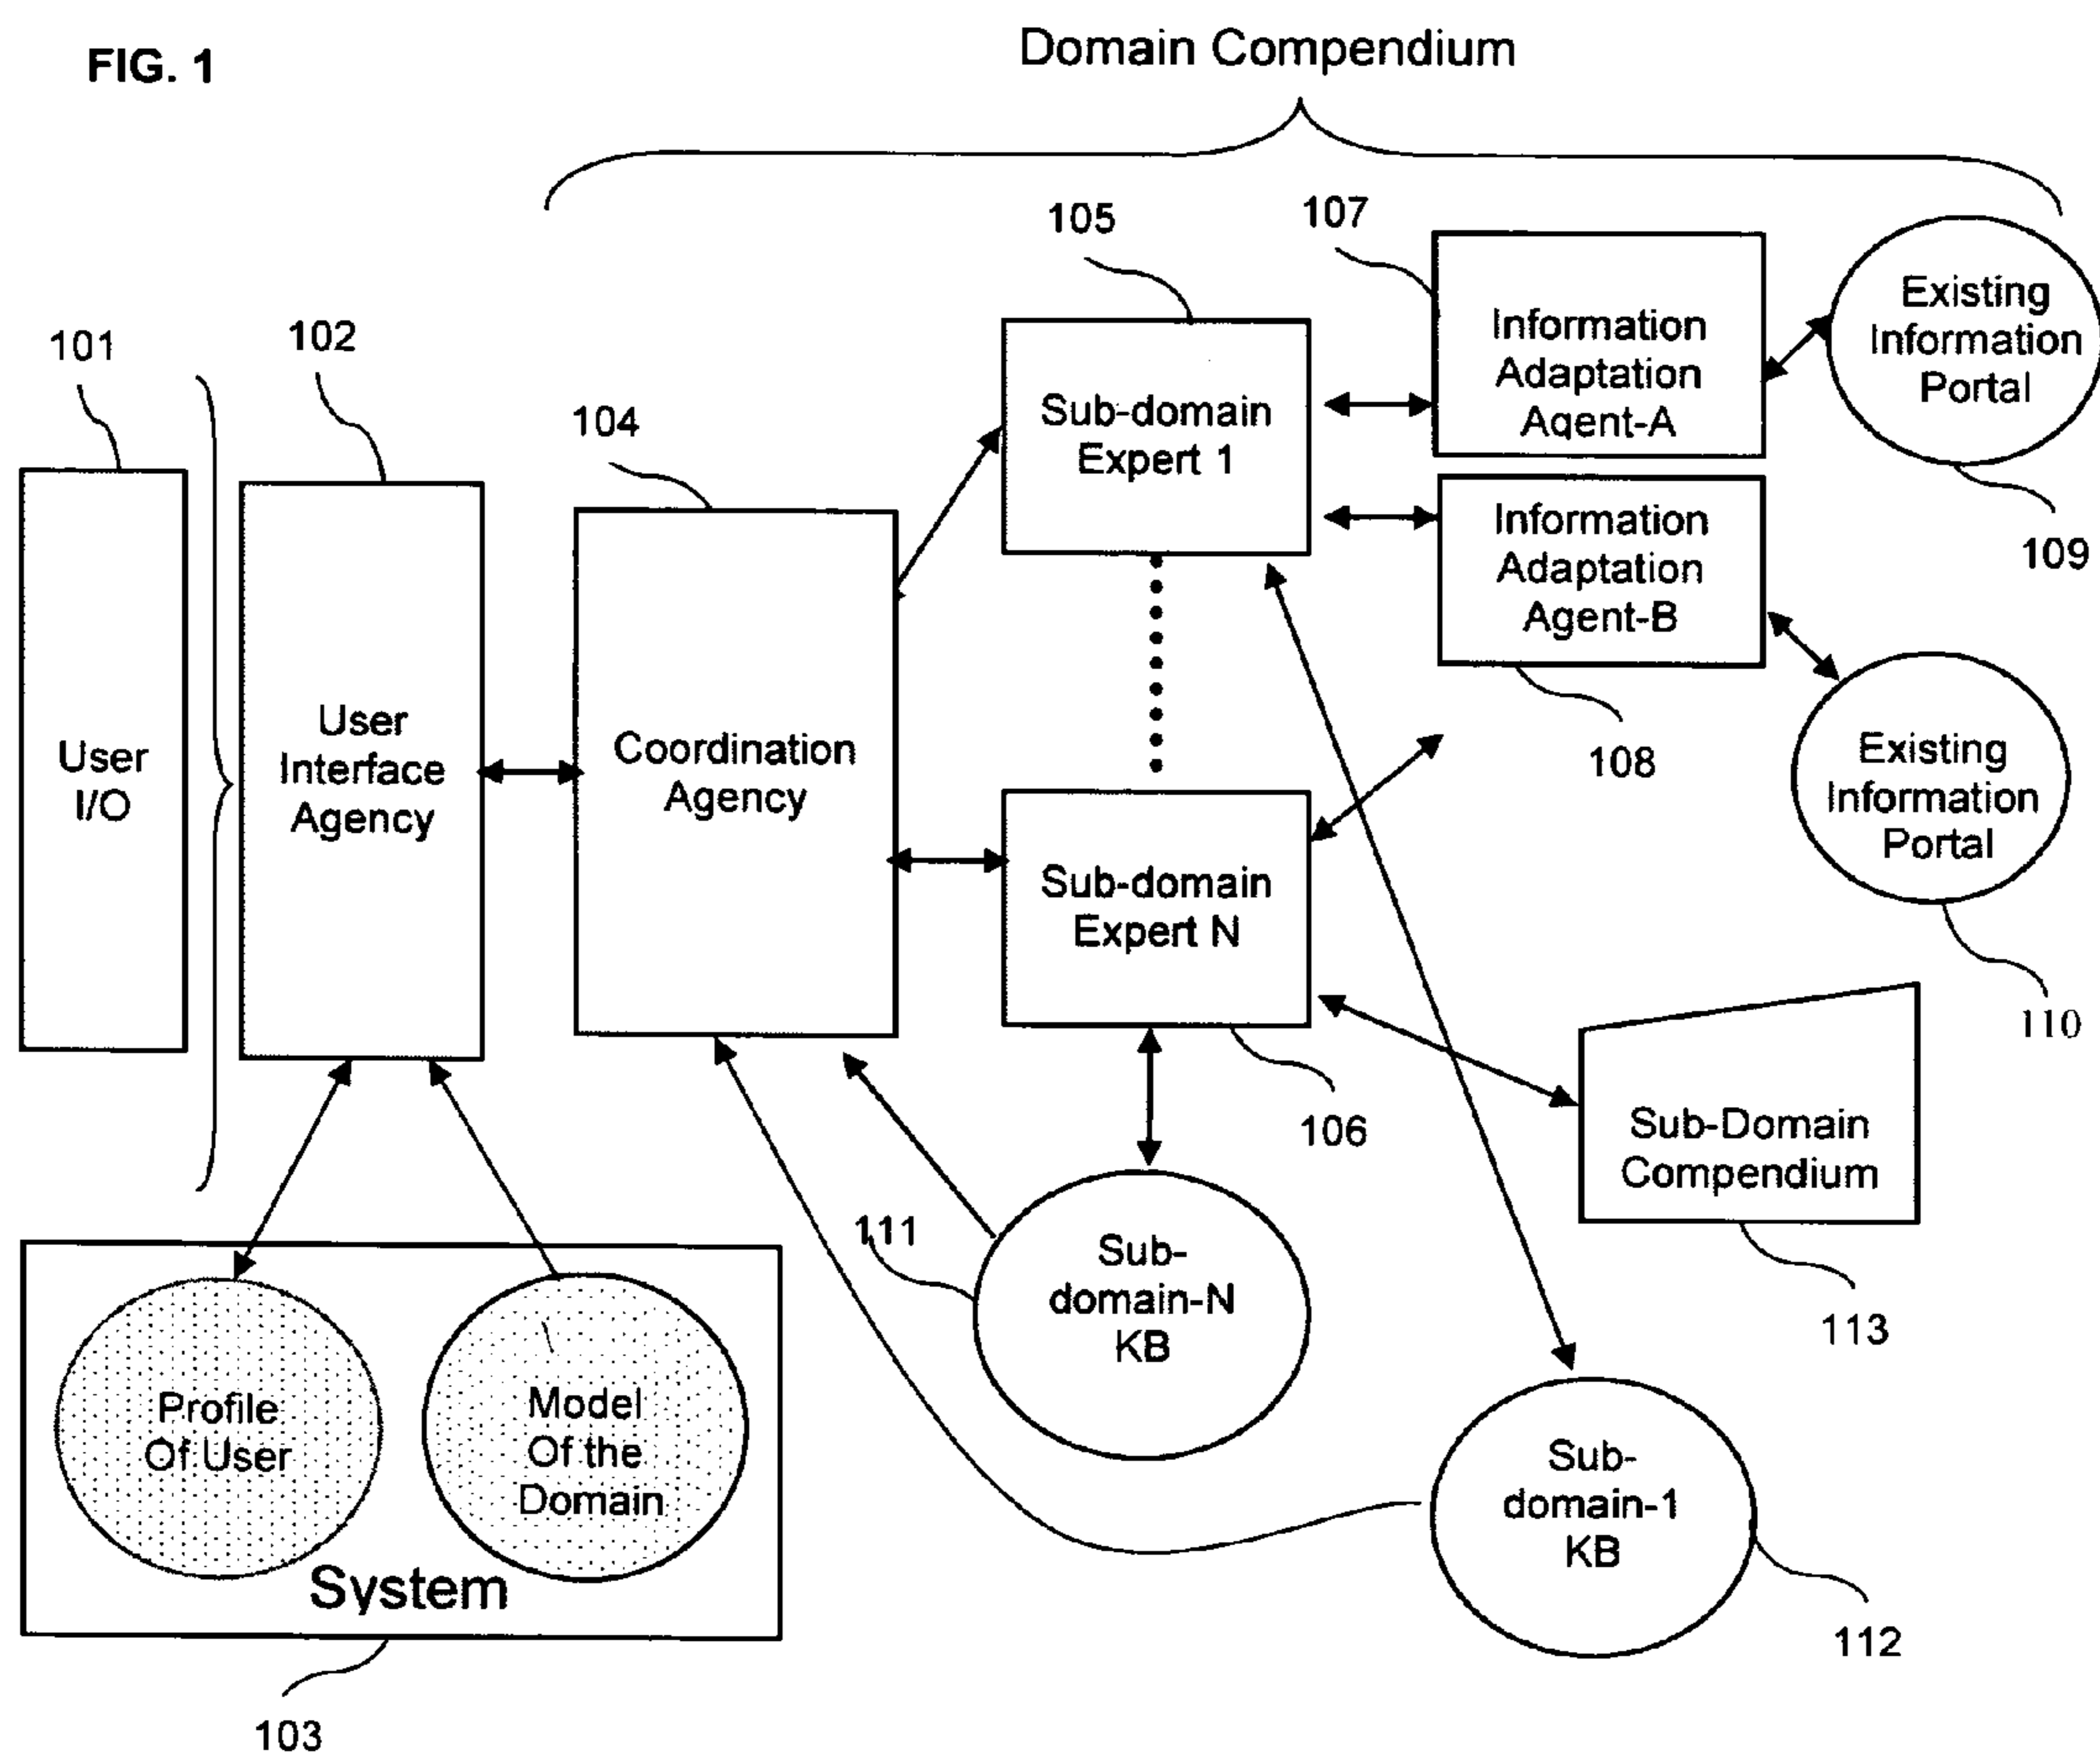 FIG. 1
Domain Compendium
101
102
104
105
107
User
I/O
User
Interface
Agency
Coordination
Agency
Sub-domain
Expert 1
Information
Adaptation
Agent-A
Existing
Information
Portal
109
Information
Adaptation
Agent-B
108
Existing
Information
Portal
110
Sub-domain
Expert N
106
Sub-Domain
Compendium
113
111
Sub-
domain-N
KB
Sub-
domain-1
KB
112
Profile
Of User
Model
Of the
Domain
System
103